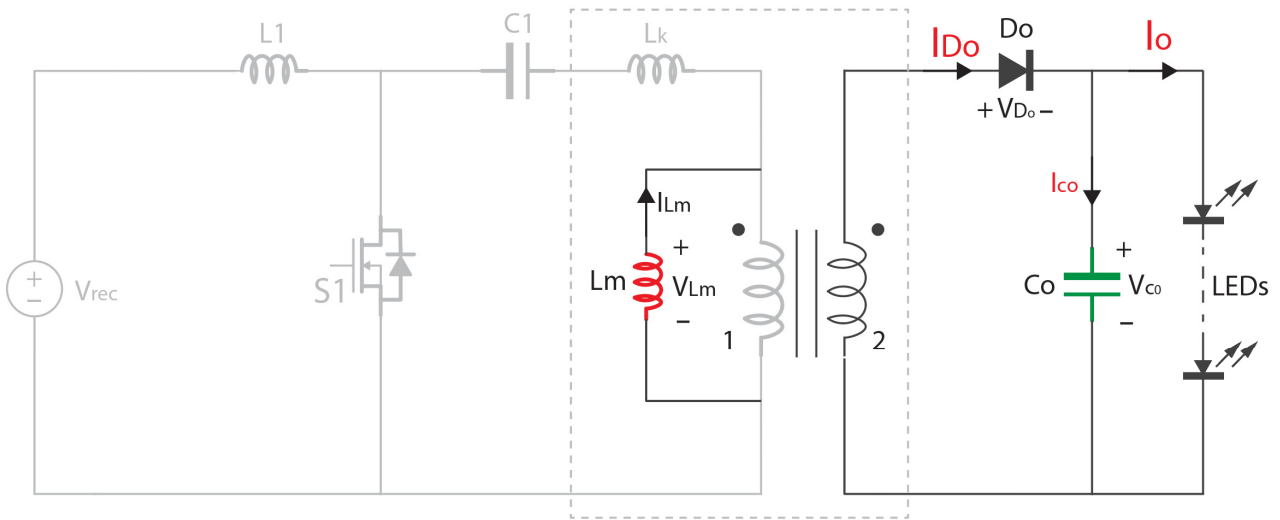 L1
C1
Lk
IDo
Do
Io
+ VDo -
ILm
Ico
+
Lm
VLm
-
+
-
Vrec
S1
1
2
+
Co
VC0
-
LEDs